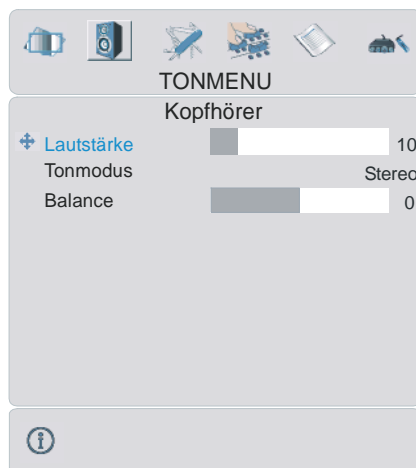 TONMENU
Kopfhörer
Lautstärke 10
Tonmodus Stereo
Balance 0